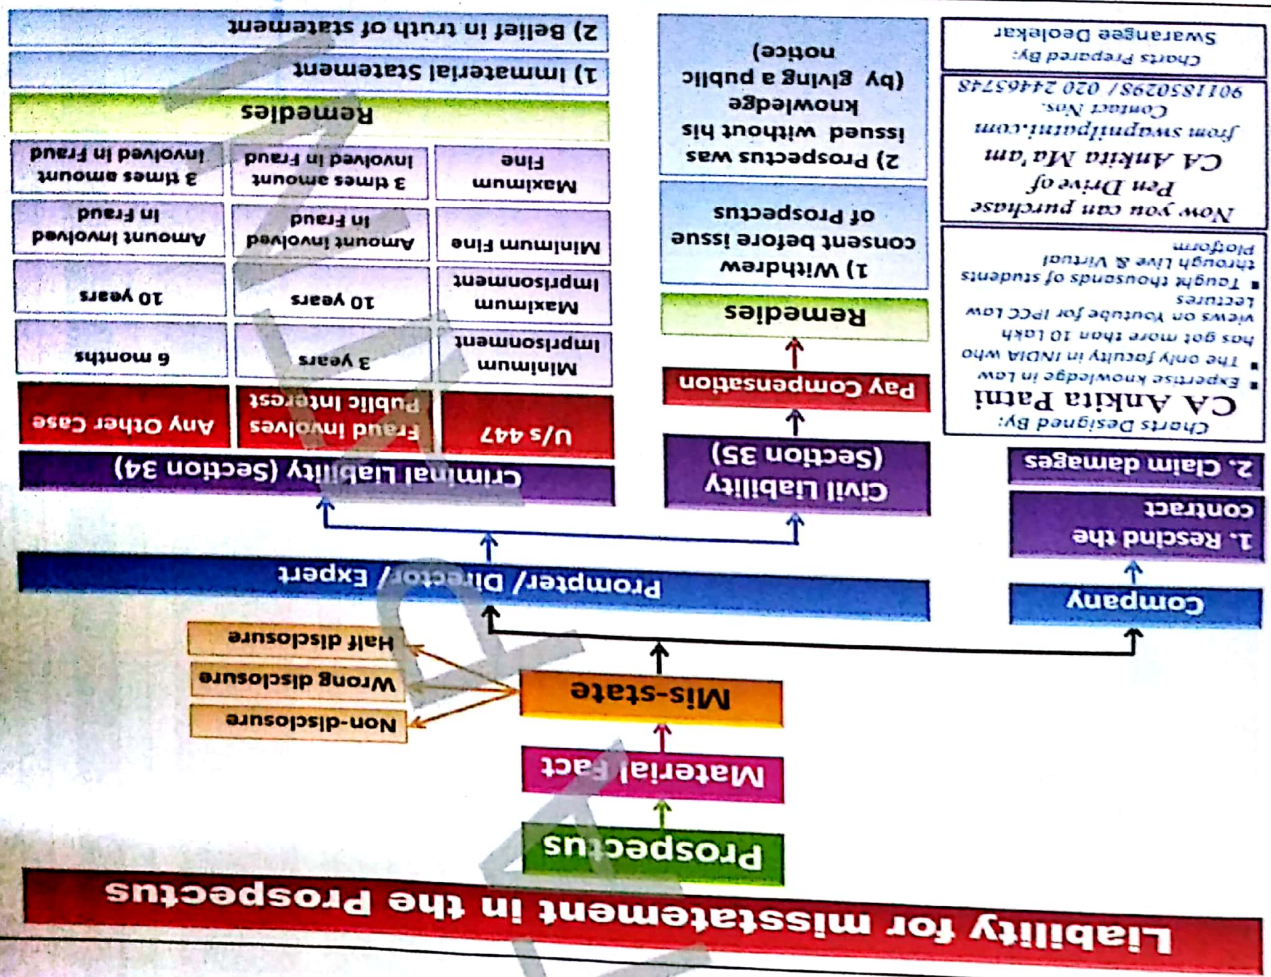 Liability for misstatement in the Prospectus
Prospectus
Material Fact
Mis-state
Non-disclosure
Wrong disclosure
Half disclosure
Company
1. Rescind the
contract
2. Claim damages
Prompter/ Director/ Expert
Civil Liability
(Section 35)
Pay Compensation
Remedies
1) Withdrew
consent before issue
of Prospectus
2) Prospectus was
issued without his
knowledge
(by giving a public
notice)
Criminal Liability (Section 34)
U/s 447
Fraud involves
Public Interest
Any Other Case
Minimum
Imprisonment
3 years
6 months
Maximum
Imprisonment
10 years
10 years
Minimum Fine
Amount involved
In Fraud
Amount Involved
In Fraud
Maximum
Fine
3 times amount
Involved in Fraud
3 times amount
involved in Fraud
Remedies
1) Immaterial Statement
2) Belief in truth of statement
Charts Designed By:
CA Ankita Patni
▪ Expertise knowledge in Law
▪ The only faculty in INDIA who
has got more than 10 Lakh
views on Youtube for IPCC Law
Lectures
▪ Taught thousands of students
through Live & Virtual
Platform
Now you can purchase
Pen Drive of
CA Ankita Ma'am
from swapnilpatni.com
Contact Nos.
9011850298/ 020 24465748
Charts Prepared By:
Swarangee Deolekar